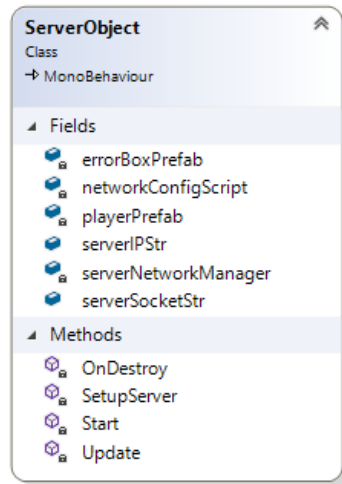 ServerObject
Class
MonoBehaviour
Fields
errorBoxPrefab
networkConfigScript
playerPrefab
serverIPStr
serverNetworkManager
serverSocketStr
Methods
OnDestroy
SetupServer
Start
Update